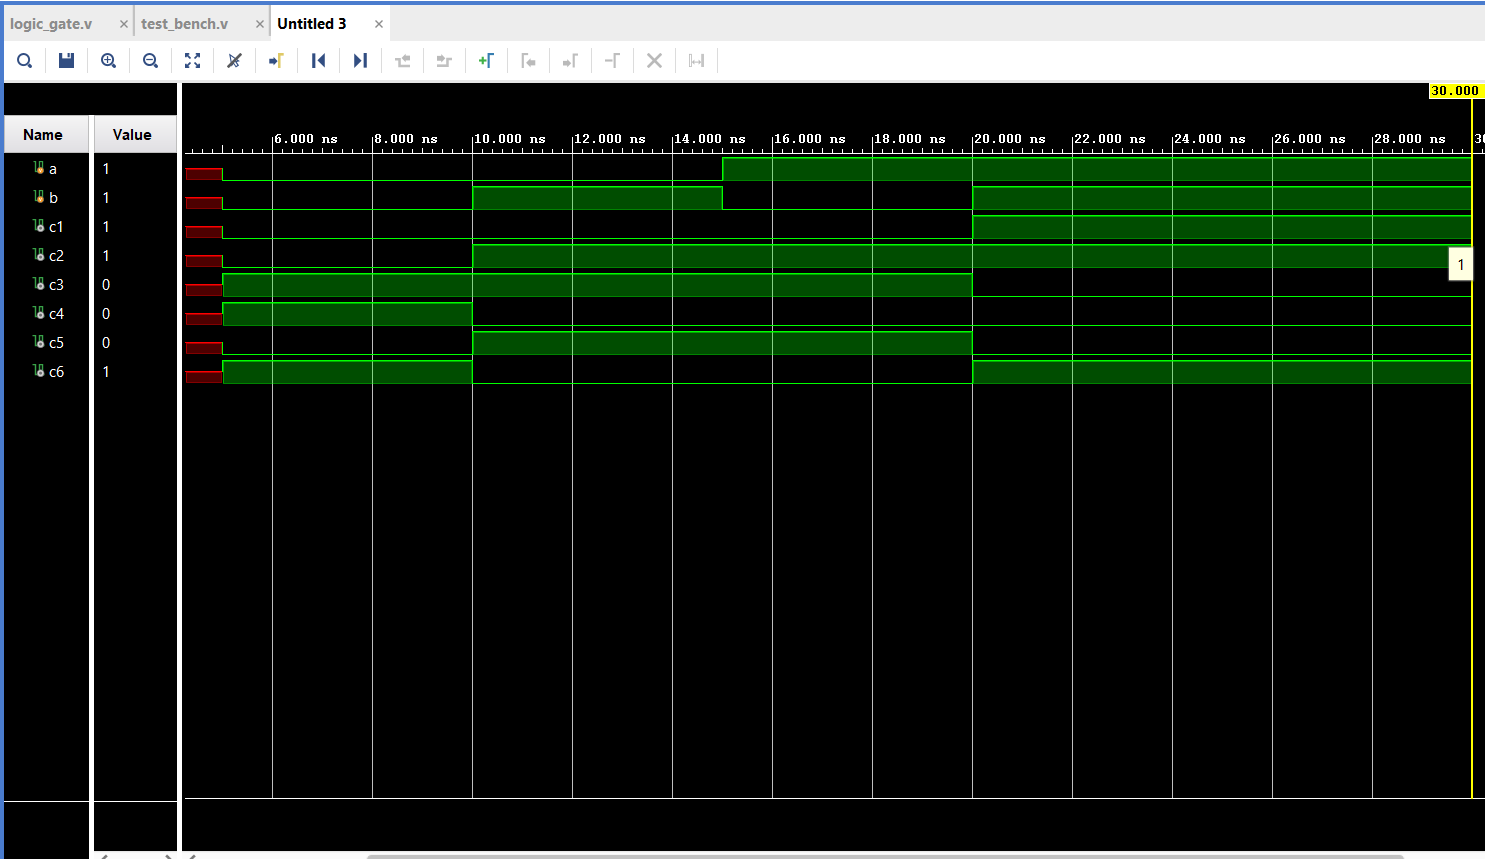 logic_gate.v × test_bench.v × Untitled 3 ×
30.000
Name Value
6.000 ns 8.000 ns 10.000 ns 12.000 ns 14.000 ns 16.000 ns 18.000 ns 20.000 ns 22.000 ns 24.000 ns 26.000 ns 28.000 ns 30
a 1
b 1
c1 1
c2 1
1
c3 0
c4 0
c5 0
c6 1